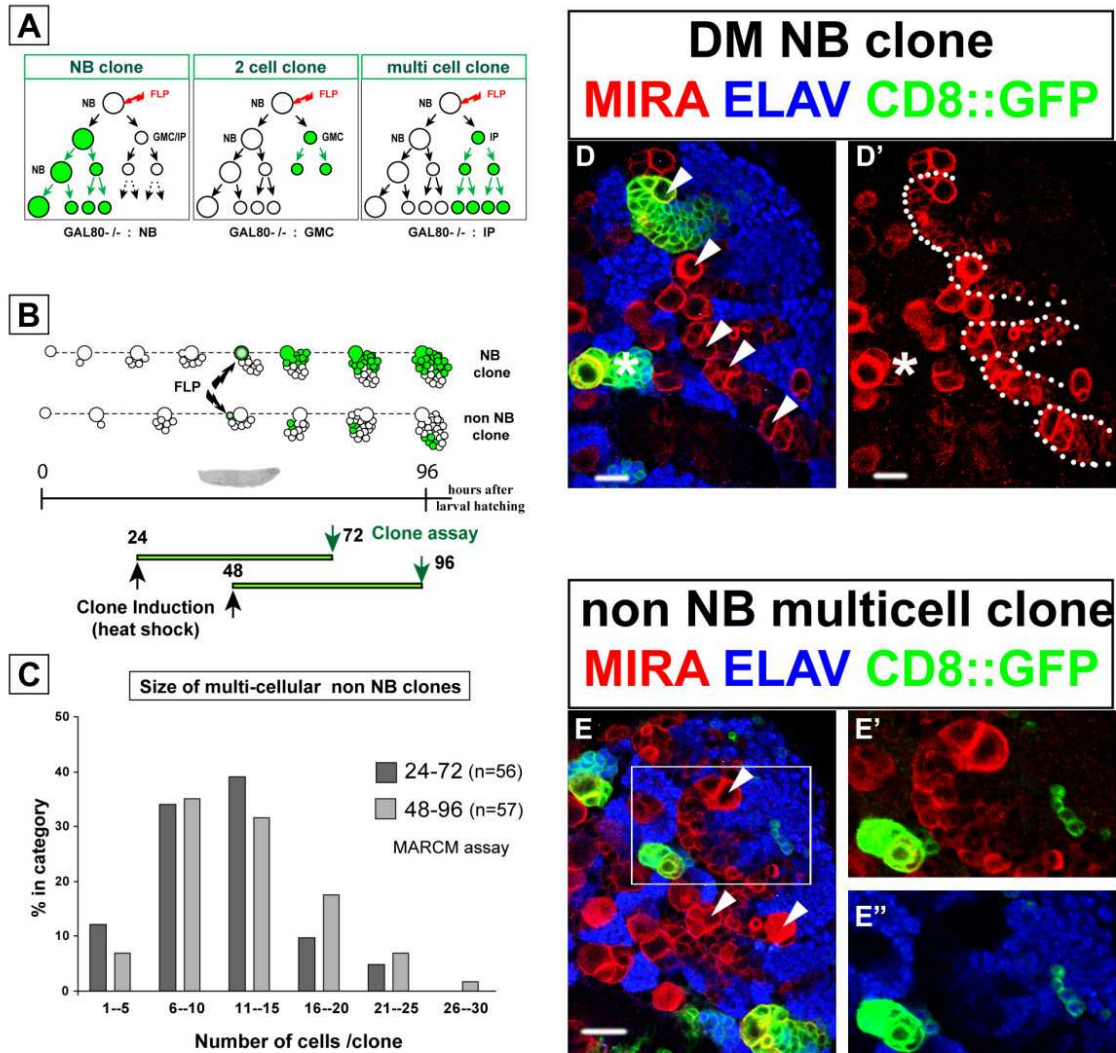 A
NB clone
2 cell clone
multi cell clone
NB
FLP
NB
GMC/IP
NB
FLP
NB
GMC
NB
FLP
NB
IP
GAL80- /- : NB
GAL80- /- : GMC
GAL80- /- : IP
B
NB
clone
FLP
non NB
clone
0
96
hours after
larval hatching
24
72
Clone assay
48
96
Clone Induction
(heat shock)
C
Size of multi-cellular non NB clones
50
40
30
20
10
0
% in category
24-72 (n=56)
48-96 (n=57)
MARCM assay
1--5
6--10
11--15
16--20
21--25
26--30
Number of cells /clone
DM NB clone
MIRA ELAV CD8::GFP
D
*
D'
*
non NB multicell clone
MIRA ELAV CD8::GFP
E
E'
E"